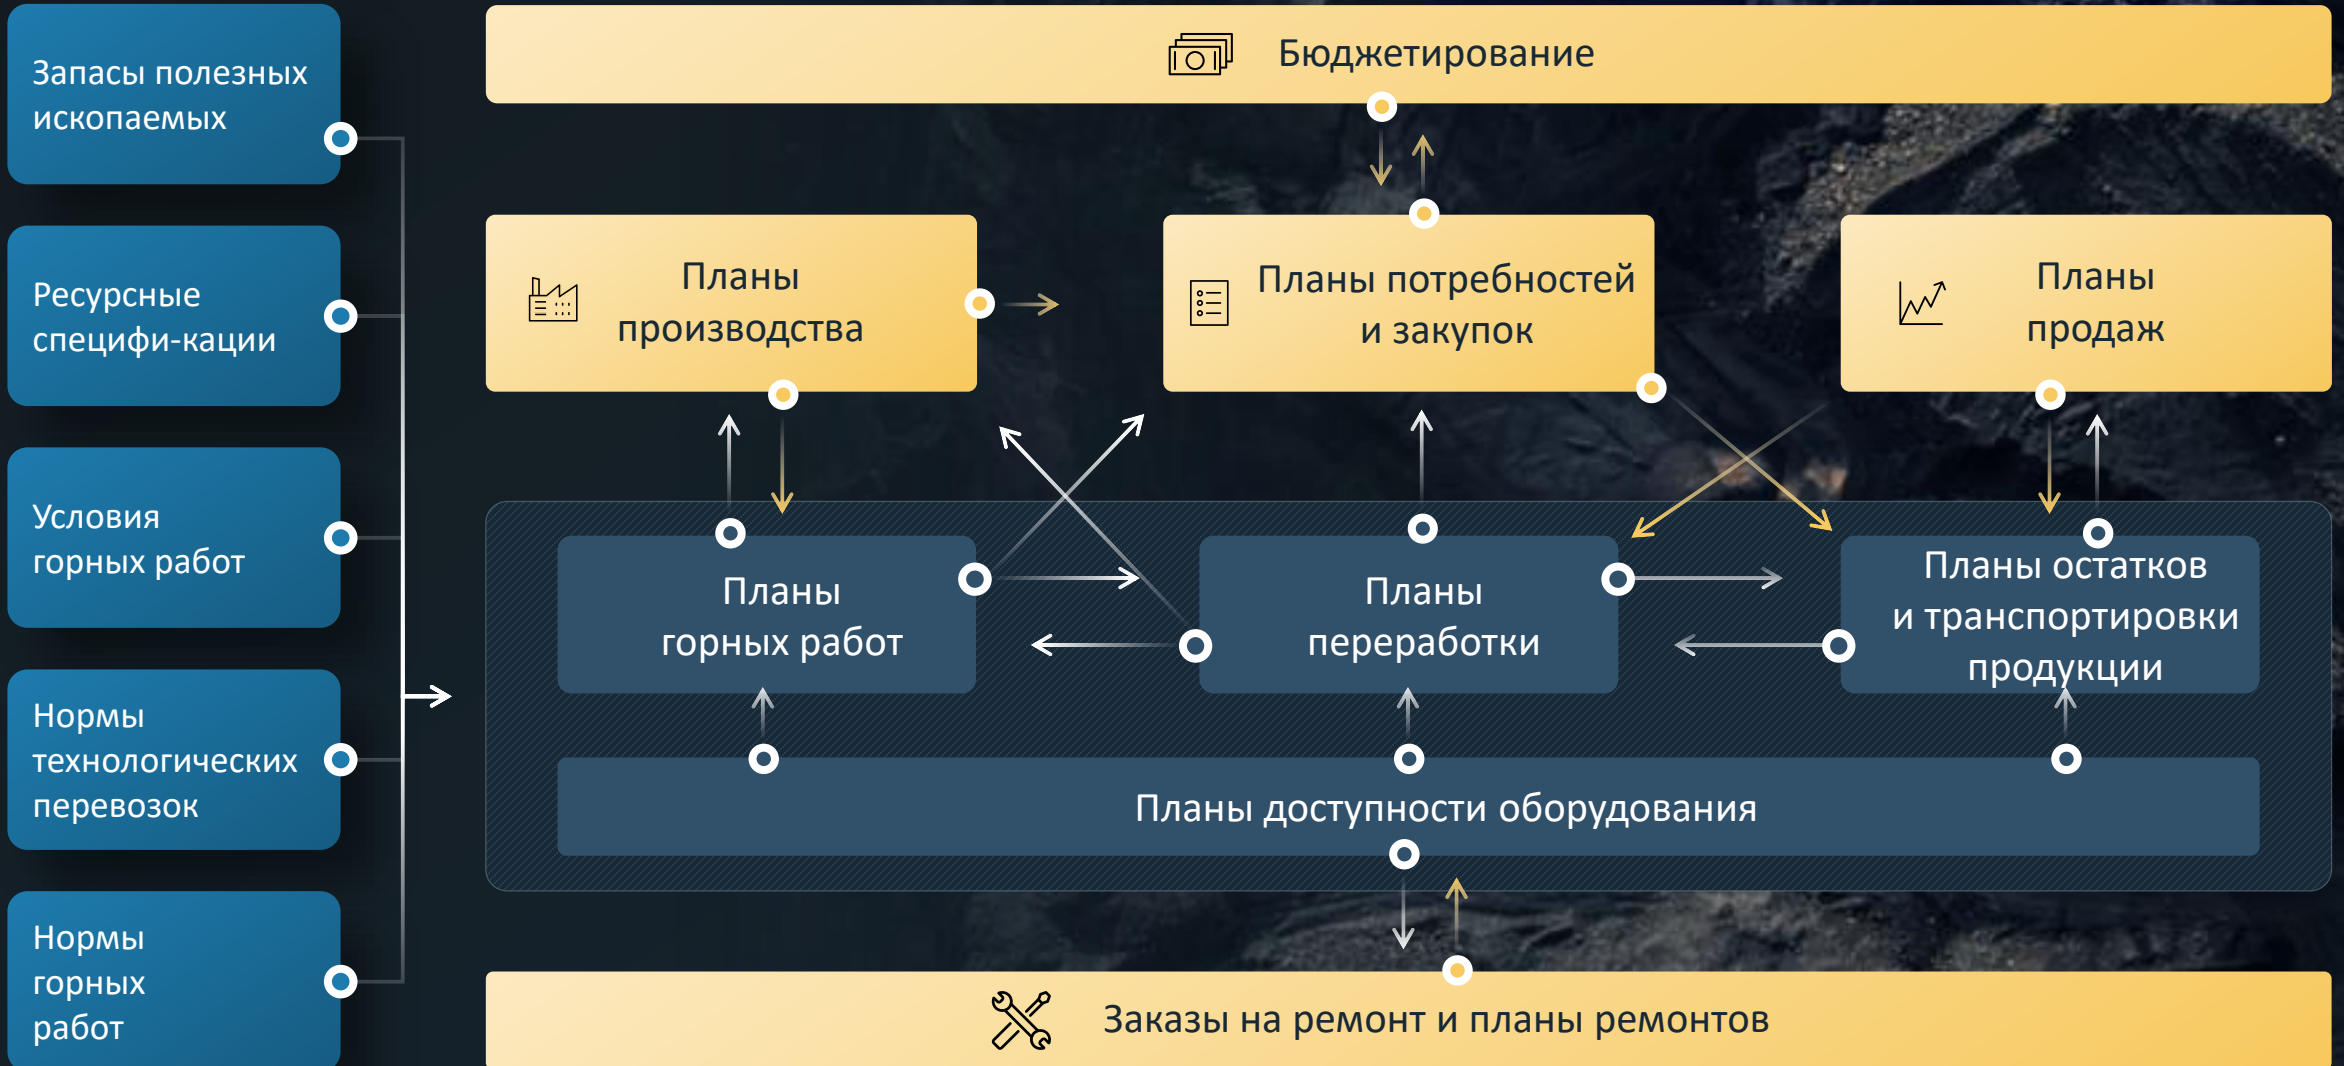 Запасы полезных
ископаемых
Ресурсные
специфи-кации
Условия
горных работ
Нормы
технологических
перевозок
Нормы
горных
работ
Бюджетирование
Планы
производства
Планы потребностей
и закупок
Планы
продаж
Планы
горных работ
Планы
переработки
Планы остатков
и транспортировки
продукции
Планы доступности оборудования
Заказы на ремонт и планы ремонтов